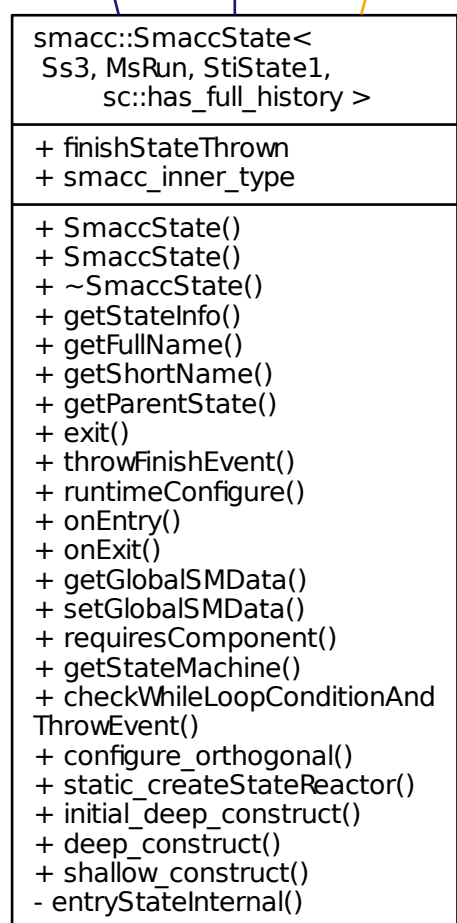 smacc::SmaccState<
Ss3, MsRun, StiState1,
sc::has_full_history >
+ finishStateThrown
+ smacc_inner_type
+ SmaccState()
+ SmaccState()
+ ~SmaccState()
+ getStateInfo()
+ getFullName()
+ getShortName()
+ getParentState()
+ exit()
+ throwFinishEvent()
+ runtimeConfigure()
+ onEntry()
+ onExit()
+ getGlobalSMData()
+ setGlobalSMData()
+ requiresComponent()
+ getStateMachine()
+ checkWhileLoopConditionAnd
ThrowEvent()
+ configure_orthogonal()
+ static_createStateReactor()
+ initial_deep_construct()
+ deep_construct()
+ shallow_construct()
- entryStateInternal()